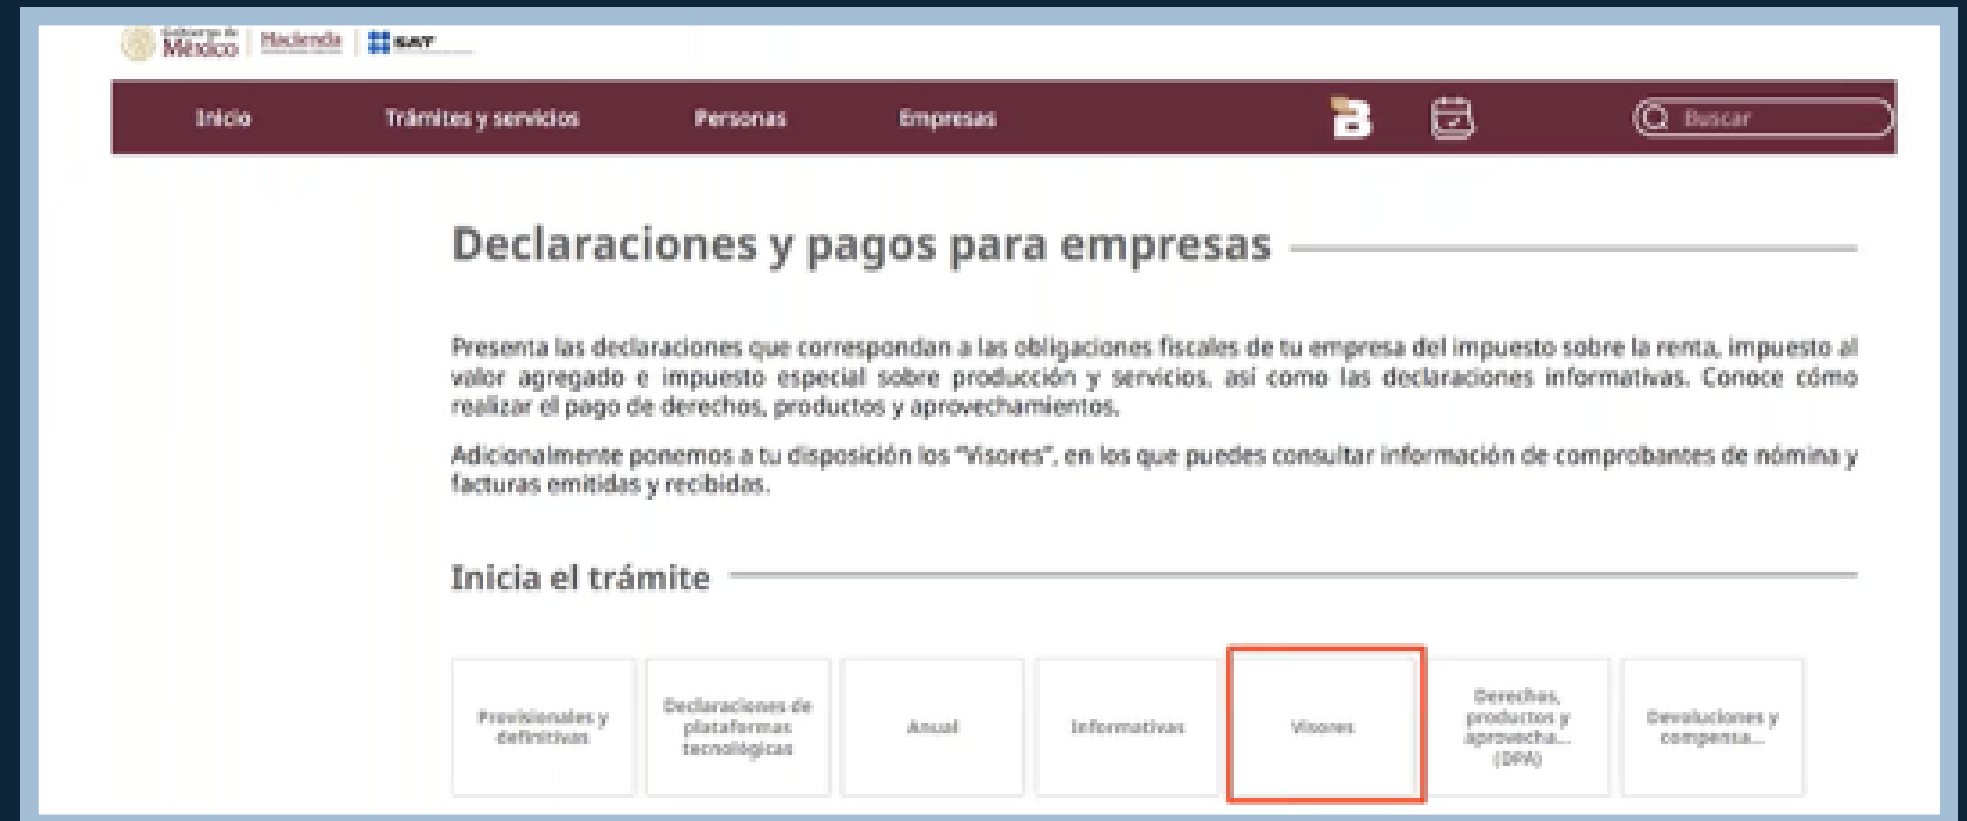 Gobierno de
México
Hacienda
SAT
Inicio
Trámites y servicios
Personas
Empresas
Buscar
Declaraciones y pagos para empresas
Presenta las declaraciones que correspondan a las obligaciones fiscales de tu empresa del impuesto sobre la renta, impuesto al
valor agregado e impuesto especial sobre producción y servicios, así como las declaraciones informativas. Conoce cómo
realizar el pago de derechos, productos y aprovechamientos.
Adicionalmente ponemos a tu disposición los "Visores", en los que puedes consultar información de comprobantes de nómina y
facturas emitidas y recibidas.
Inicia el trámite
Provisionales y
definitivas
Declaraciones de
plataformas
tecnológicas
Anual
Informativas
Visores
Derechos,
productos y
aprovecha...
(DPA)
Devoluciones y
compensa...